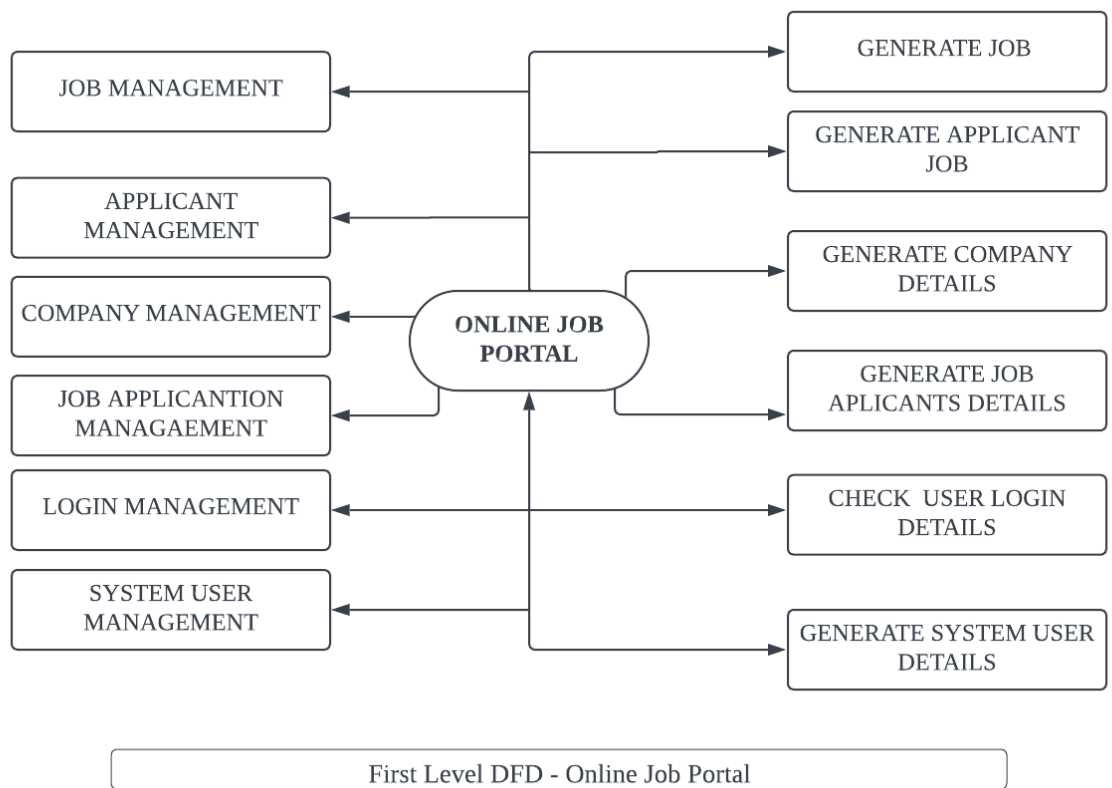 JOB MANAGEMENT
APPLICANT
MANAGEMENT
COMPANY MANAGEMENT
JOB APPLICANTION
MANAGAEMENT
LOGIN MANAGEMENT
SYSTEM USER
MANAGEMENT
ONLINE JOB
PORTAL
GENERATE JOB
GENERATE APPLICANT
JOB
GENERATE COMPANY
DETAILS
GENERATE JOB
APLICANTS DETAILS
CHECK  USER LOGIN
DETAILS
GENERATE SYSTEM USER
DETAILS
First Level DFD - Online Job Portal